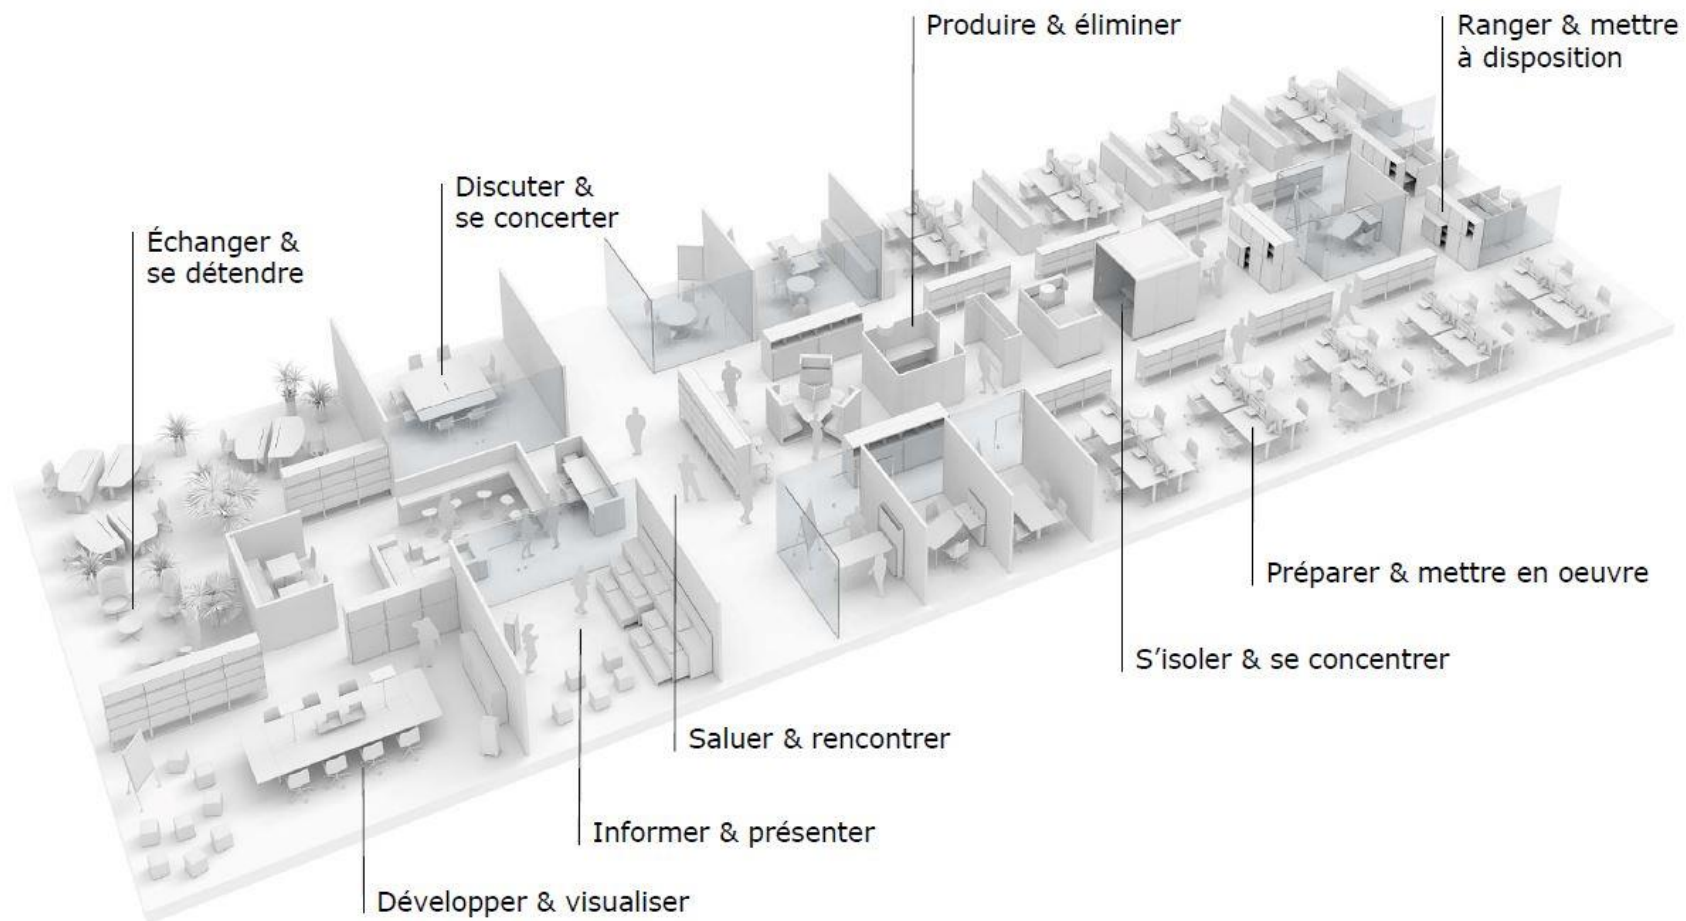 Produire & éliminer
Ranger & mettre
à disposition
Discuter &
se concerter
Échanger &
se détendre
Préparer & mettre en oeuvre
S’isoler & se concentrer
Saluer & rencontrer
Informer & présenter
Développer & visualiser